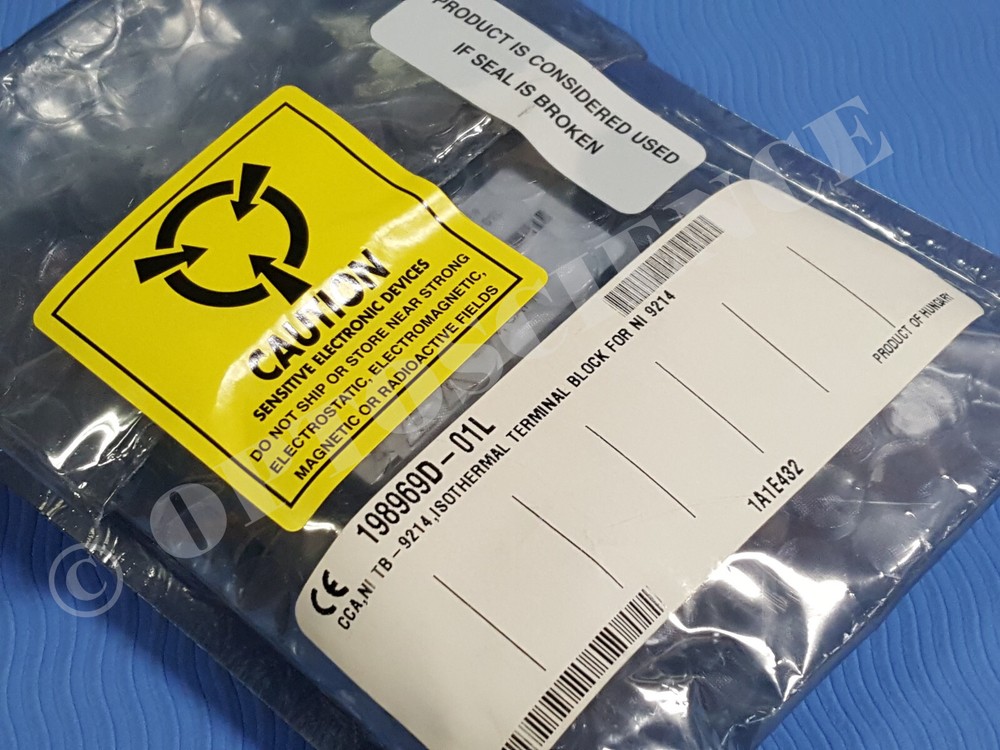 PRODUCT IS CONSIDERED USED
IF SEAL IS BROKEN
CAUTION
SENSITIVE ELECTRONIC DEVICES
DO NOT SHIP OR STORE NEAR STRONG
ELECTROSTATIC, ELECTROMAGNETIC,
MAGNETIC OR RADIOACTIVE FIELDS
198969D-01L
CE
CCA,NI TB-9214,ISOTHERMAL TERMINAL BLOCK FOR NI 9214
1A1E432
PRODUCT OF HUNGARY